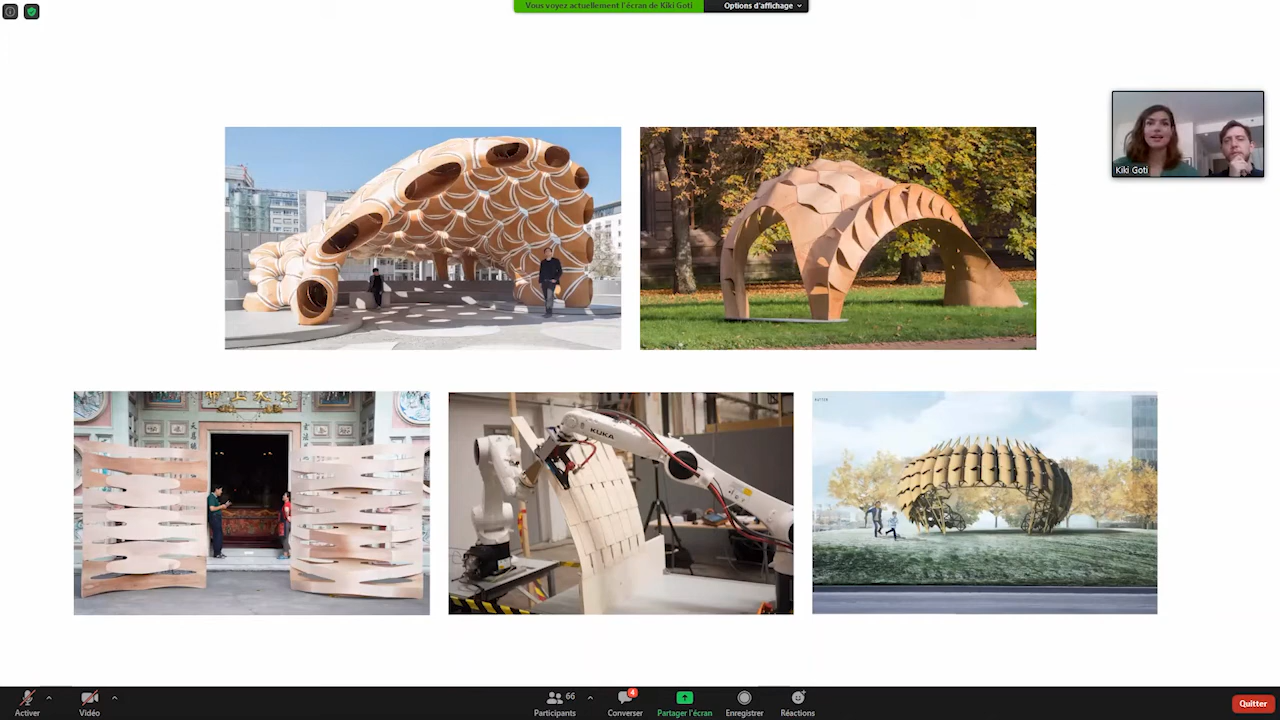 Vous voyez actuellement l'écran de Kiki Goti
Options d'affichage
Kiki Goti
KUKA
Activer
Vidéo
66
Participants
4
Converser
Partager l'écran
Enregistrer
Réactions
Quitter